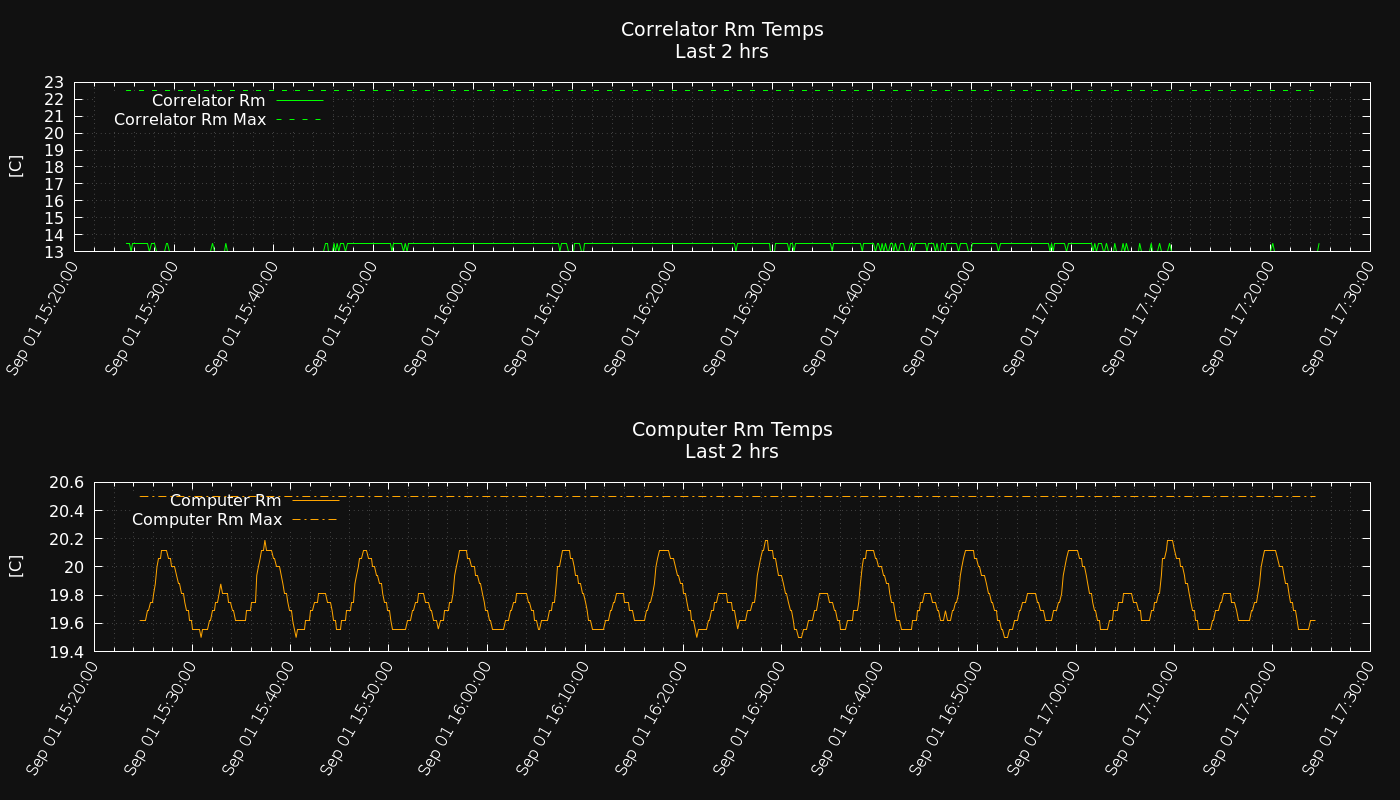 Correlator Rm Temps
Last 2 hrs
23
22
21
20
19
18
17
16
15
14
13
[C]
Correlator Rm
Correlator Rm Max
Sep 01 15:20:00
Sep 01 15:30:00
Sep 01 15:40:00
Sep 01 15:50:00
Sep 01 16:00:00
Sep 01 16:10:00
Sep 01 16:20:00
Sep 01 16:30:00
Sep 01 16:40:00
Sep 01 16:50:00
Sep 01 17:00:00
Sep 01 17:10:00
Sep 01 17:20:00
Sep 01 17:30:00
Computer Rm Temps
Last 2 hrs
20.6
20.4
20.2
20
19.8
19.6
19.4
[C]
Computer Rm
Computer Rm Max
Sep 01 15:20:00
Sep 01 15:30:00
Sep 01 15:40:00
Sep 01 15:50:00
Sep 01 16:00:00
Sep 01 16:10:00
Sep 01 16:20:00
Sep 01 16:30:00
Sep 01 16:40:00
Sep 01 16:50:00
Sep 01 17:00:00
Sep 01 17:10:00
Sep 01 17:20:00
Sep 01 17:30:00